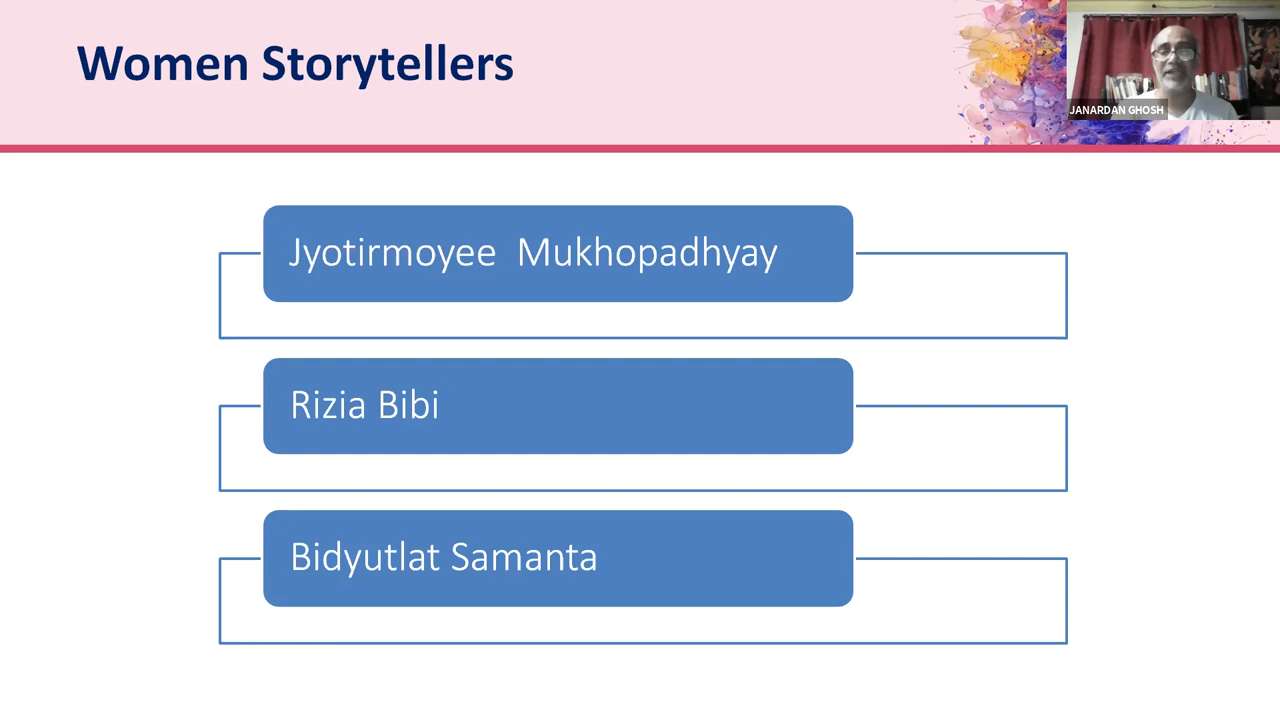 Women Storytellers
JANARDAN GHOSH
Jyotirmoyee Mukhopadhyay
Rizia Bibi
Bidyutlat Samanta